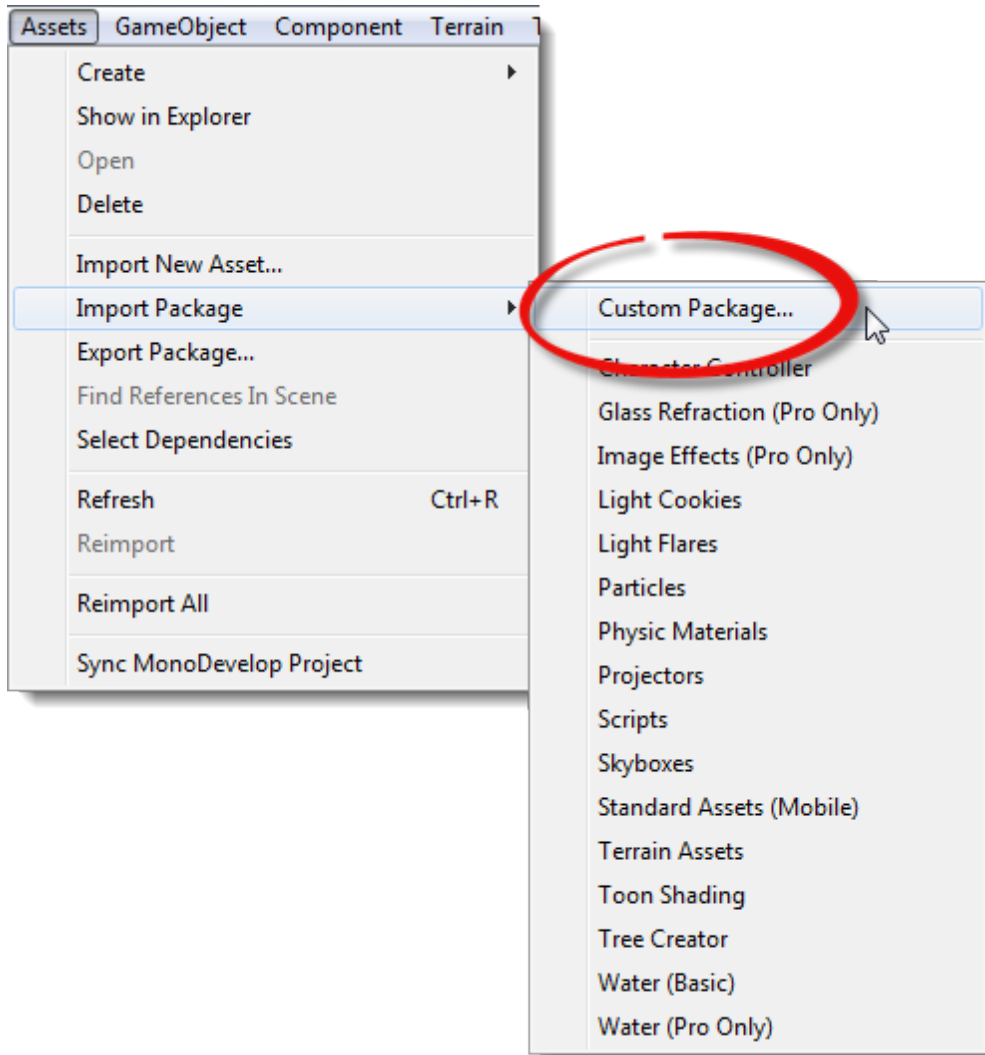 Assets GameObject Component Terrain
Create
Show in Explorer
Open
Delete
Import New Asset...
Import Package
Export Package...
Find References In Scene
Select Dependencies
Refresh Ctrl+R
Reimport
Reimport All
Sync MonoDevelop Project
Custom Package...
Character Controller
Glass Refraction (Pro Only)
Image Effects (Pro Only)
Light Cookies
Light Flares
Particles
Physic Materials
Projectors
Scripts
Skyboxes
Standard Assets (Mobile)
Terrain Assets
Toon Shading
Tree Creator
Water (Basic)
Water (Pro Only)